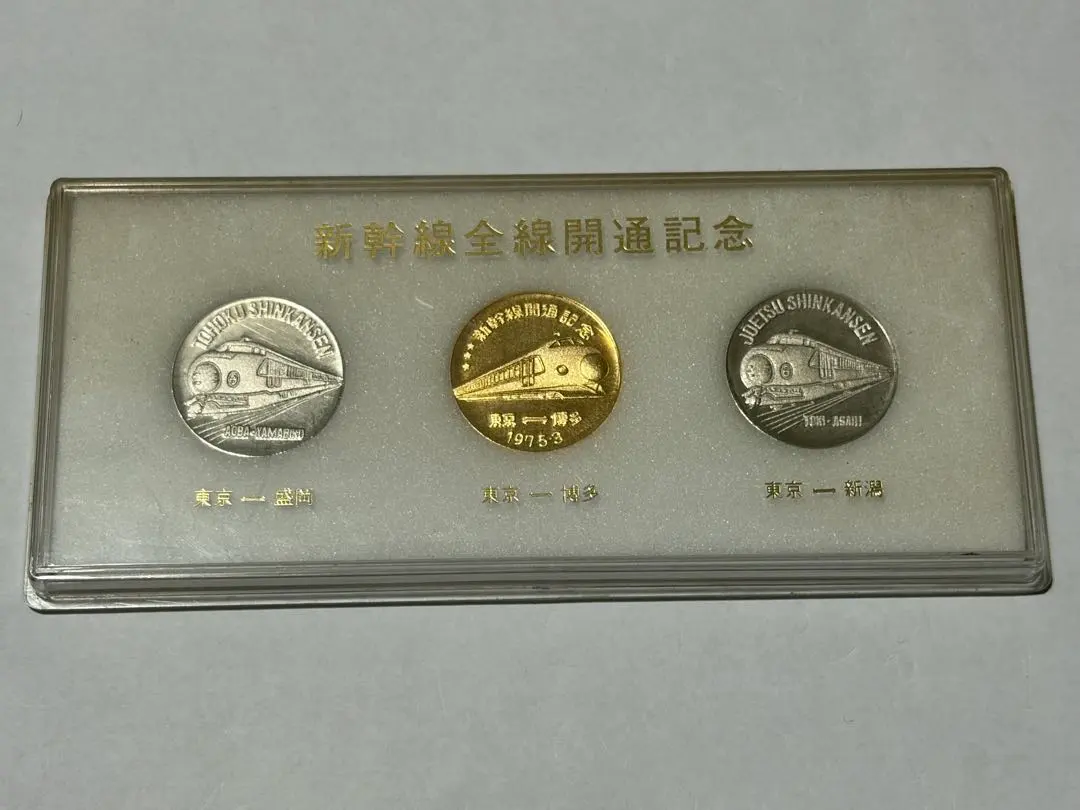 新幹線全線開通記念
TOHOKU SHINKANSEN
AOBA-YAMABIKO
新幹線開通記念
東京 ― 博多
1975-3
JOETSU SHINKANSEN
TOKI-ASAHI
東京 ― 盛岡
東京 ― 博多
東京 ― 新潟